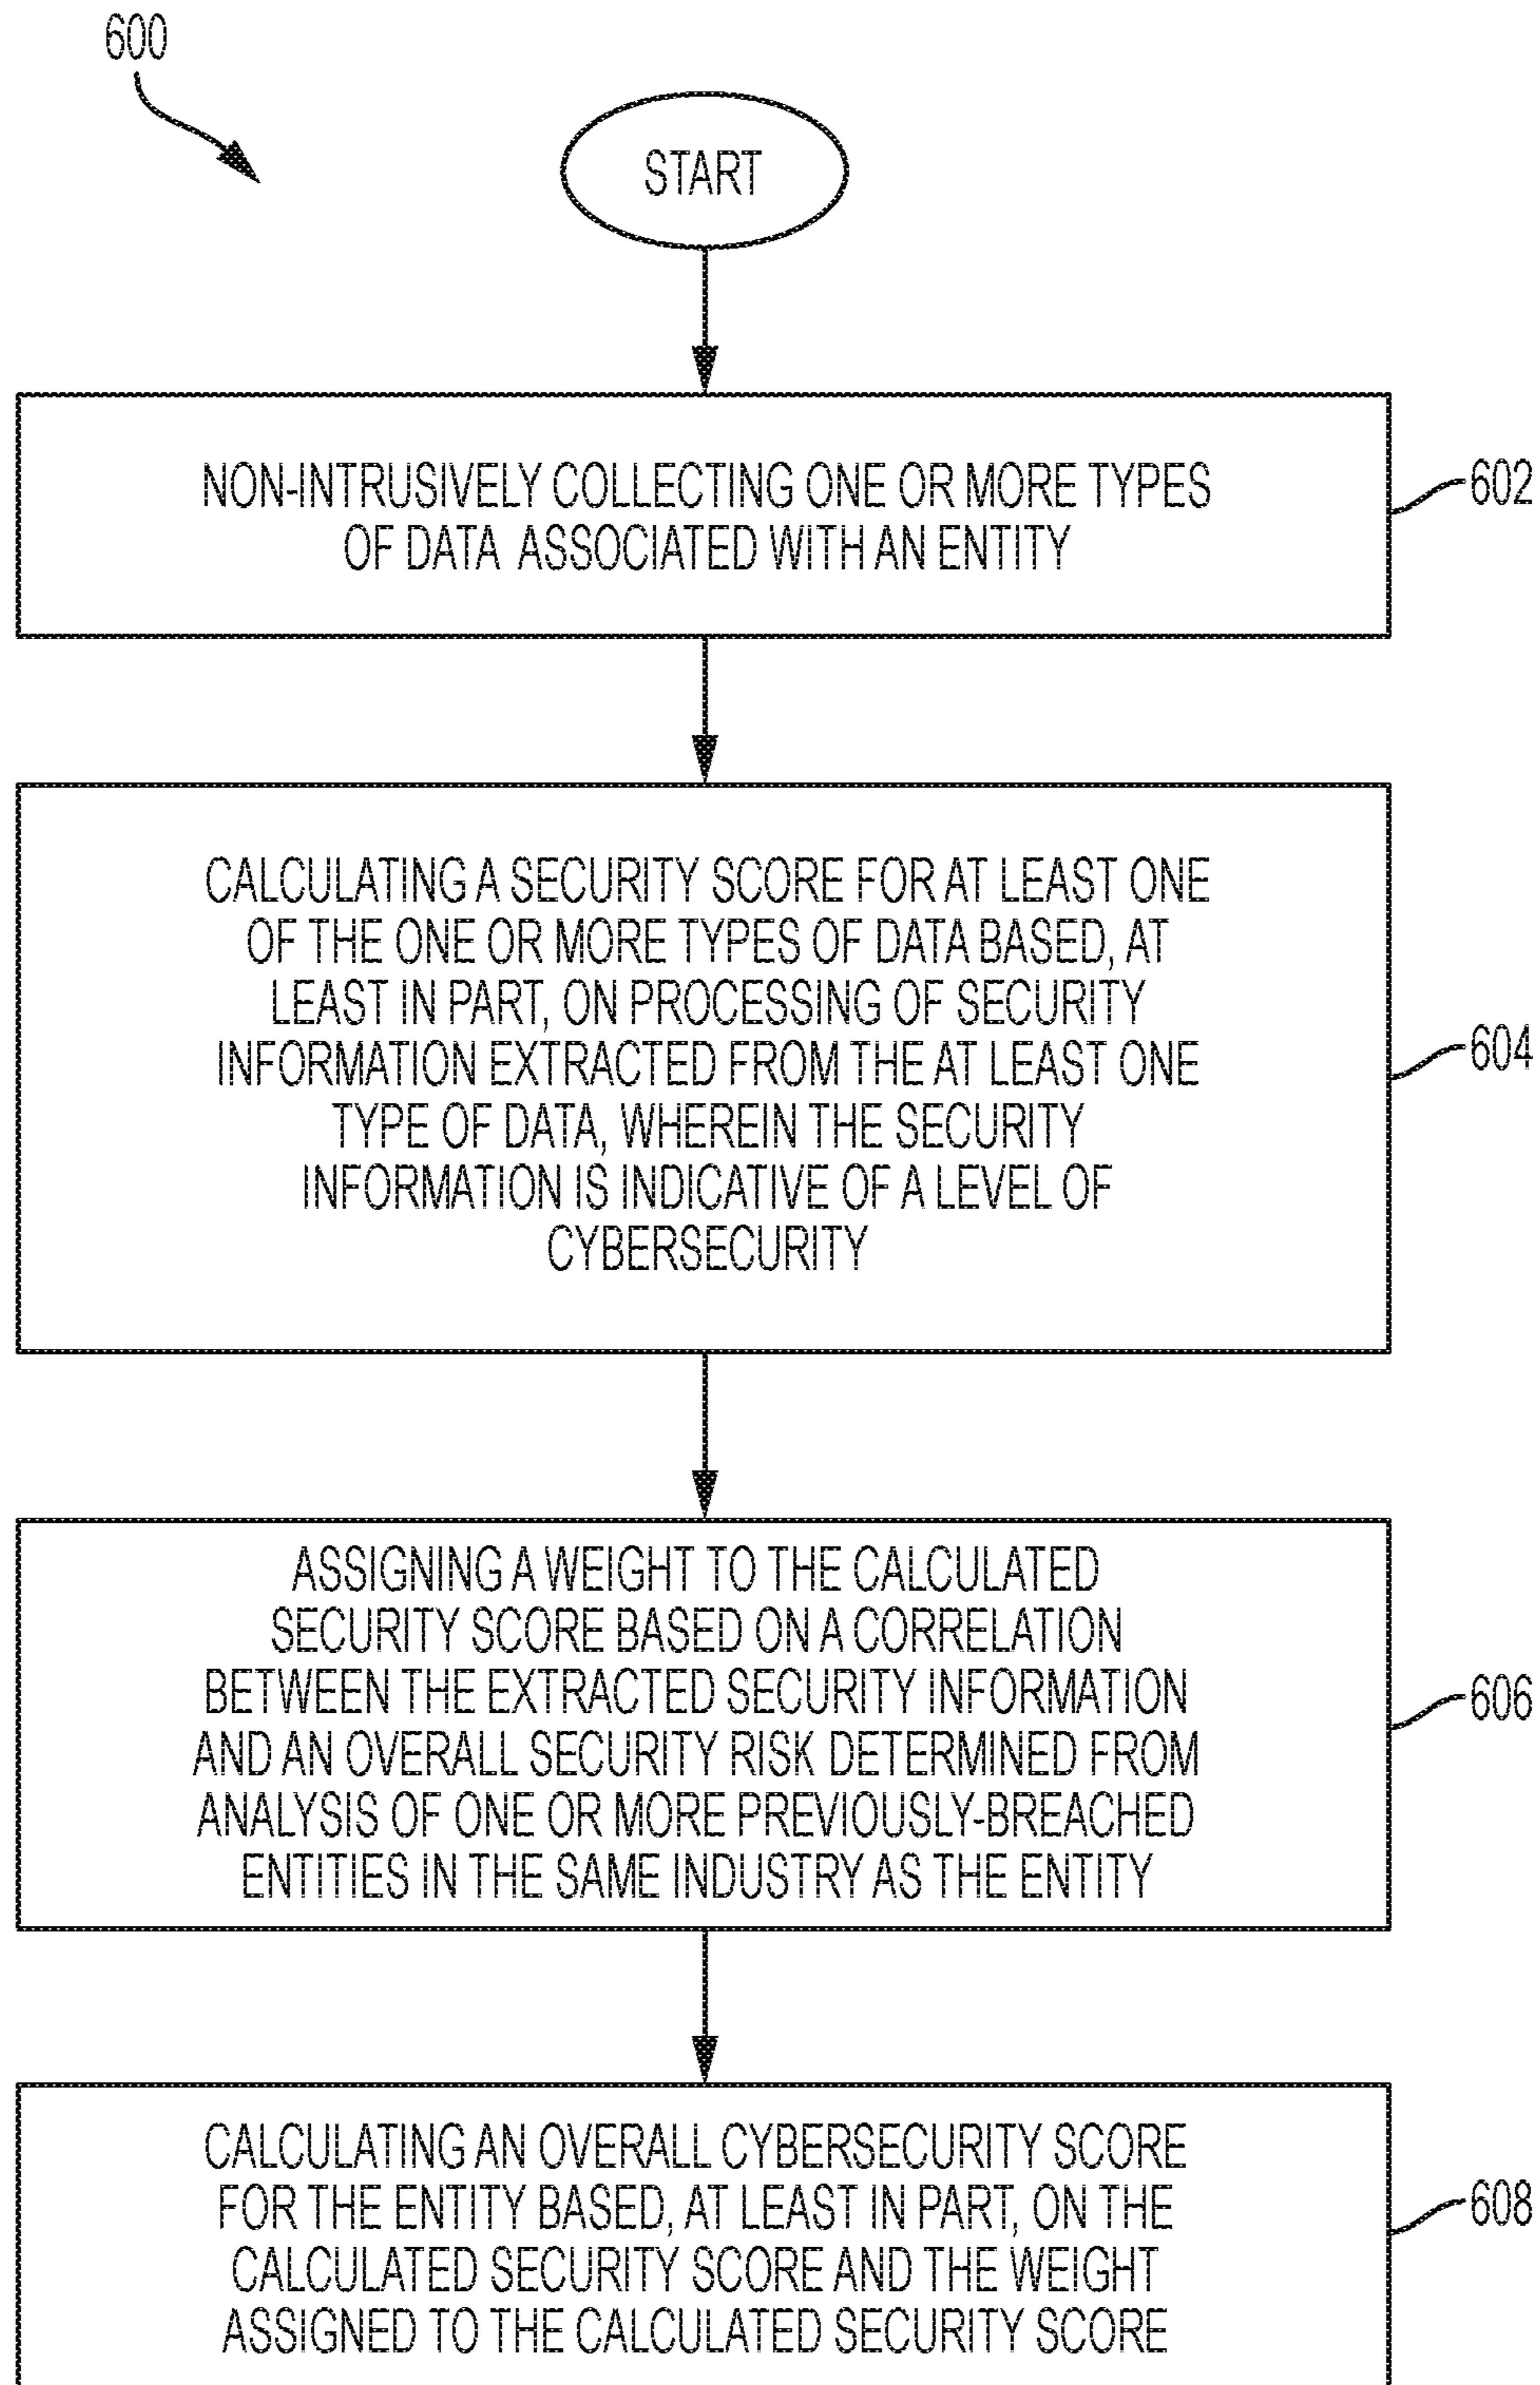 600
START
NON-INTRUSIVELY COLLECTING ONE OR MORE TYPES
OF DATA ASSOCIATED WITH AN ENTITY
602
CALCULATING A SECURITY SCORE FOR AT LEAST ONE
OF THE ONE OR MORE TYPES OF DATA BASED, AT
LEAST IN PART, ON PROCESSING OF SECURITY
INFORMATION EXTRACTED FROM THE AT LEAST ONE
TYPE OF DATA, WHEREIN THE SECURITY
INFORMATION IS INDICATIVE OF A LEVEL OF
CYBERSECURITY
604
ASSIGNING A WEIGHT TO THE CALCULATED
SECURITY SCORE BASED ON A CORRELATION
BETWEEN THE EXTRACTED SECURITY INFORMATION
AND AN OVERALL SECURITY RISK DETERMINED FROM
ANALYSIS OF ONE OR MORE PREVIOUSLY-BREACHED
ENTITIES IN THE SAME INDUSTRY AS THE ENTITY
606
CALCULATING AN OVERALL CYBERSECURITY SCORE
FOR THE ENTITY BASED, AT LEAST IN PART, ON THE
CALCULATED SECURITY SCORE AND THE WEIGHT
ASSIGNED TO THE CALCULATED SECURITY SCORE
608